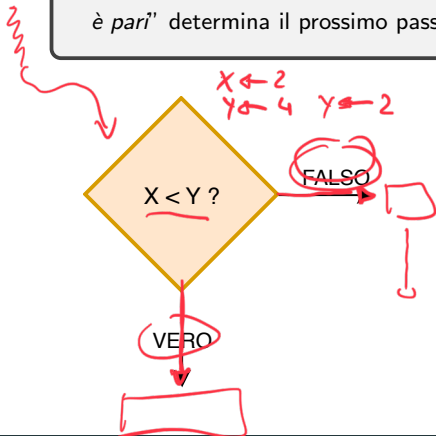 è pari” determina il prossimo pass
X ← 2
Y ← 4 Y ← 2
X < Y ?
FALSO
VERO